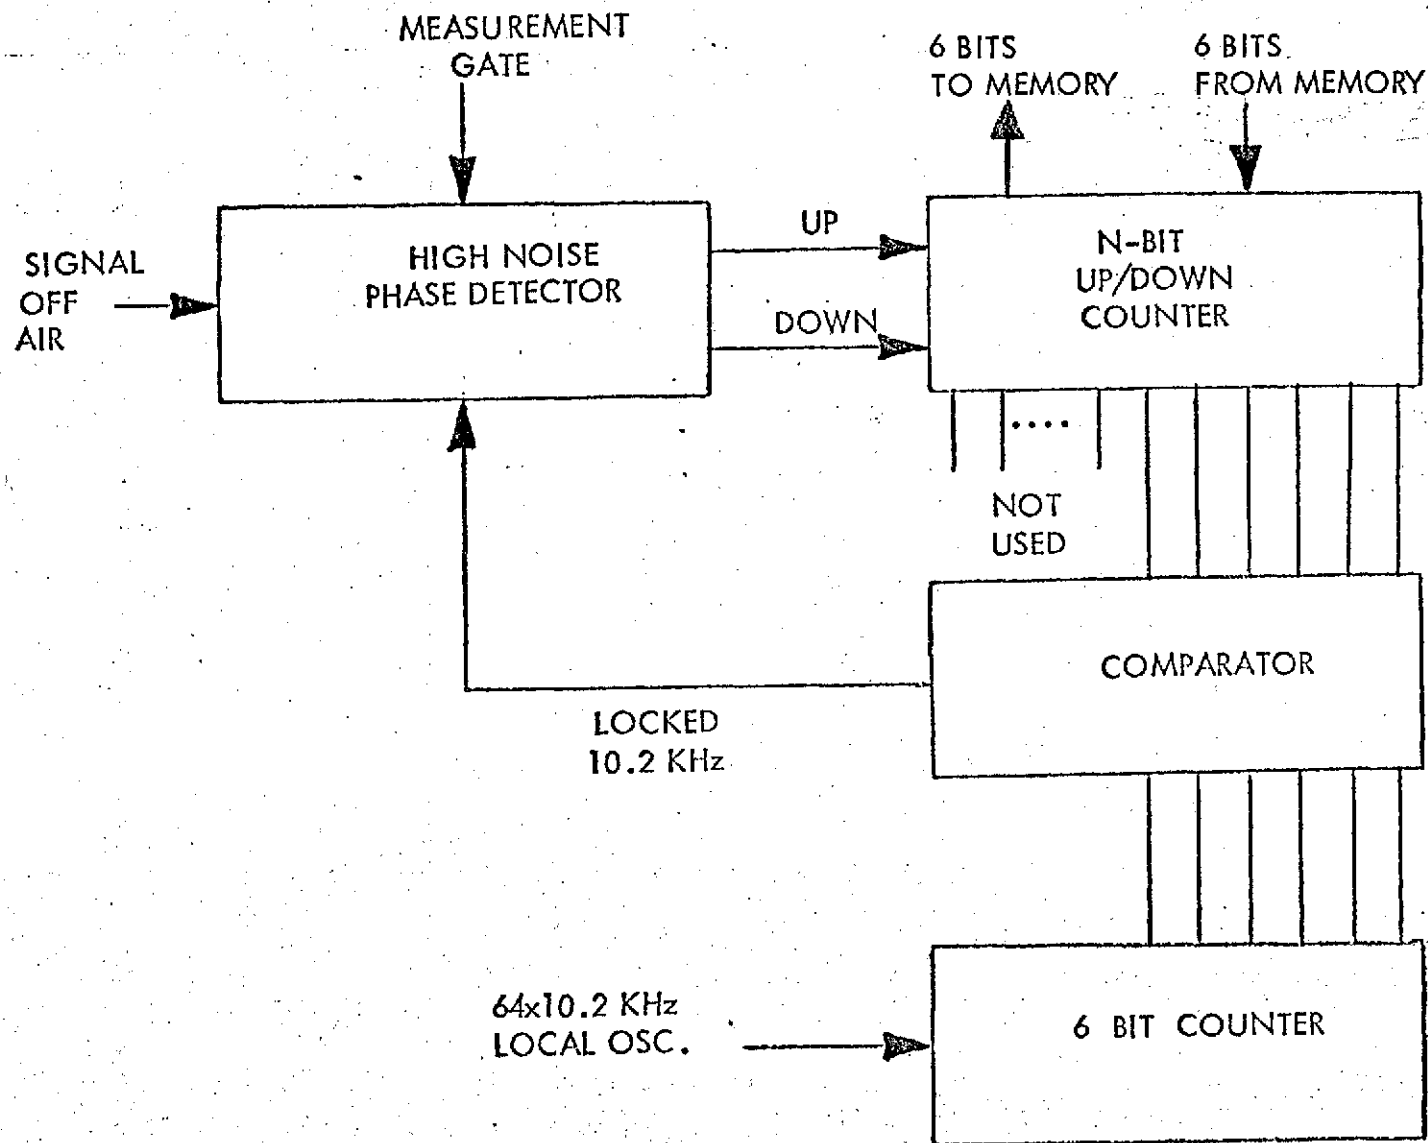 MEASUREMENT
GATE
6 BITS
TO MEMORY
6 BITS
FROM MEMORY
SIGNAL
OFF
AIR
HIGH NOISE
PHASE DETECTOR
UP
DOWN
N-BIT
UP/DOWN
COUNTER
....
NOT
USED
COMPARATOR
LOCKED
10.2 KHz
64x10.2 KHz
LOCAL OSC.
6 BIT COUNTER